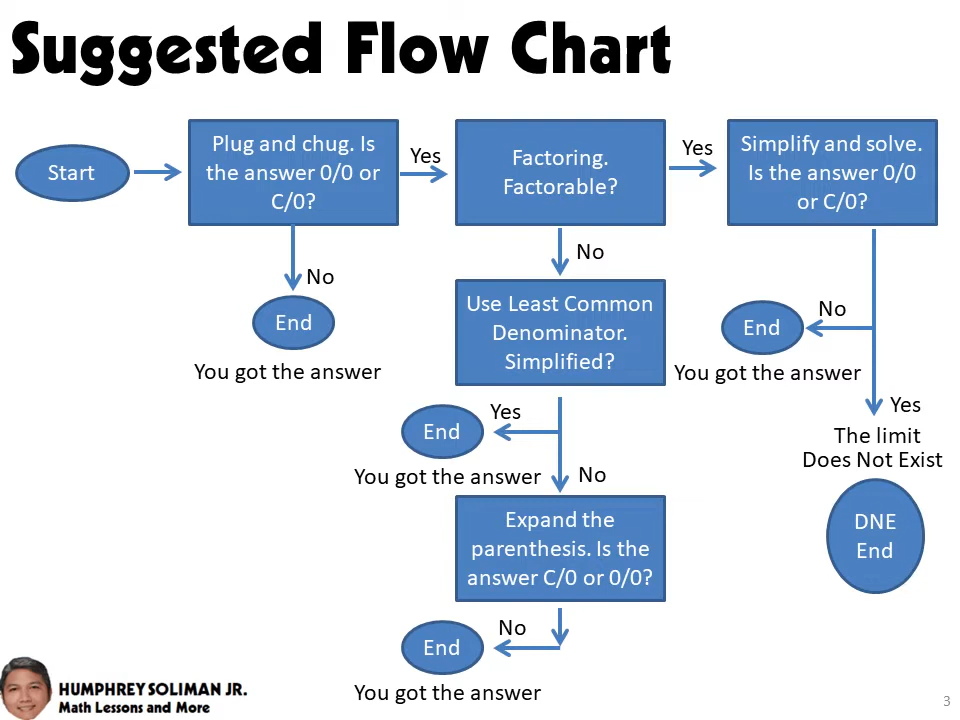 Suggested Flow Chart
Start
Plug and chug. Is
the answer 0/0 or
C/0?
Yes
Factoring.
Factorable?
Yes
Simplify and solve.
Is the answer 0/0
or C/0?
No
End
You got the answer
No
Use Least Common
Denominator.
Simplified?
No
End
You got the answer
Yes
The limit
Does Not Exist
DNE
End
Yes
End
You got the answer
No
Expand the
parenthesis. Is the
answer C/0 or 0/0?
No
End
You got the answer
HUMPHREY SOLIMAN JR.
Math Lessons and More
3